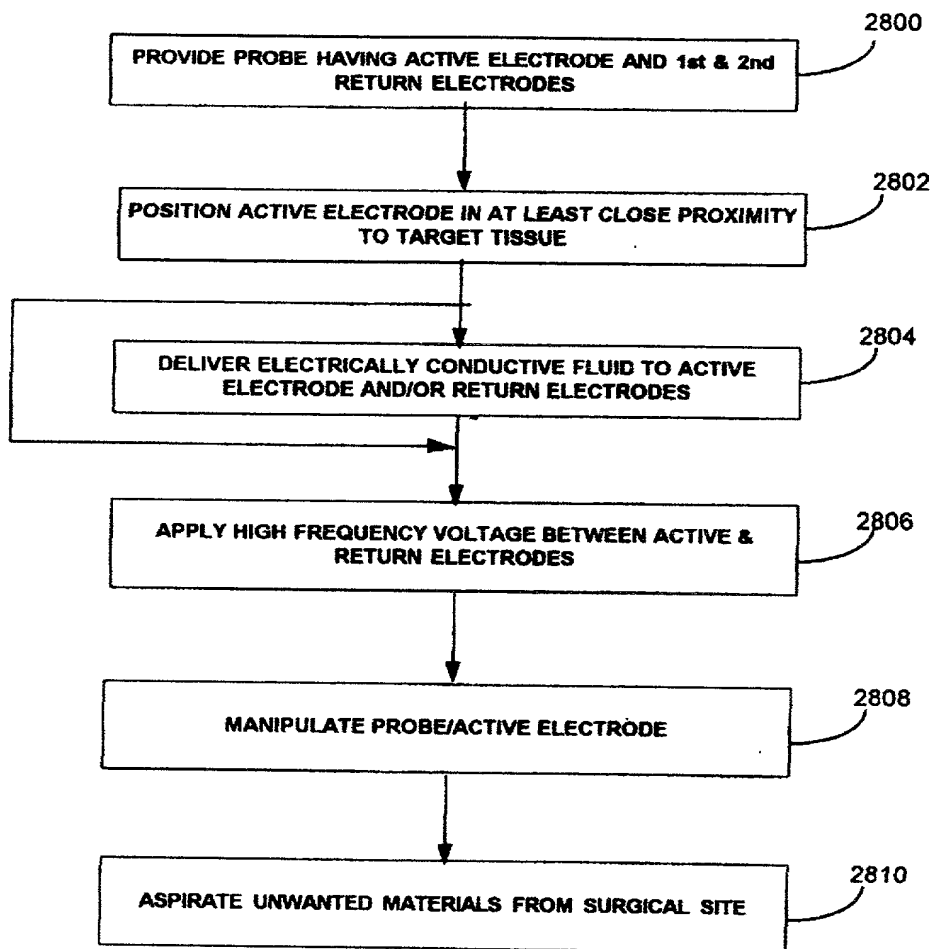 2800
PROVIDE PROBE HAVING ACTIVE ELECTRODE AND 1st & 2nd
RETURN ELECTRODES
2802
POSITION ACTIVE ELECTRODE IN AT LEAST CLOSE PROXIMITY
TO TARGET TISSUE
2804
DELIVER ELECTRICALLY CONDUCTIVE FLUID TO ACTIVE
ELECTRODE AND/OR RETURN ELECTRODES
2806
APPLY HIGH FREQUENCY VOLTAGE BETWEEN ACTIVE &
RETURN ELECTRODES
2808
MANIPULATE PROBE/ACTIVE ELECTRODE
2810
ASPIRATE UNWANTED MATERIALS FROM SURGICAL SITE